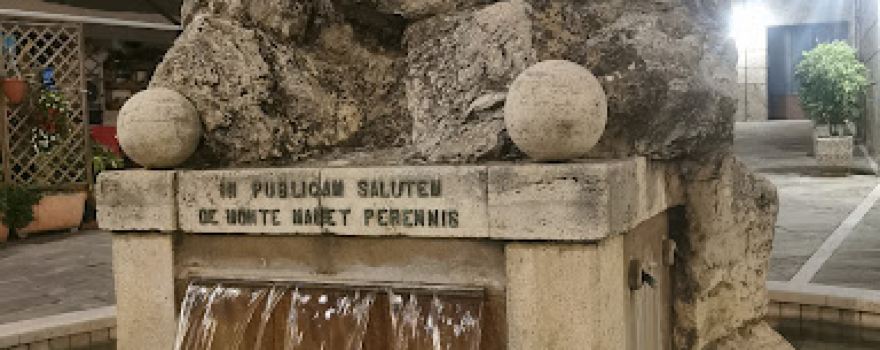 IN PUBLICAM SALUTEM
DE MONTE MANET PERENNIS